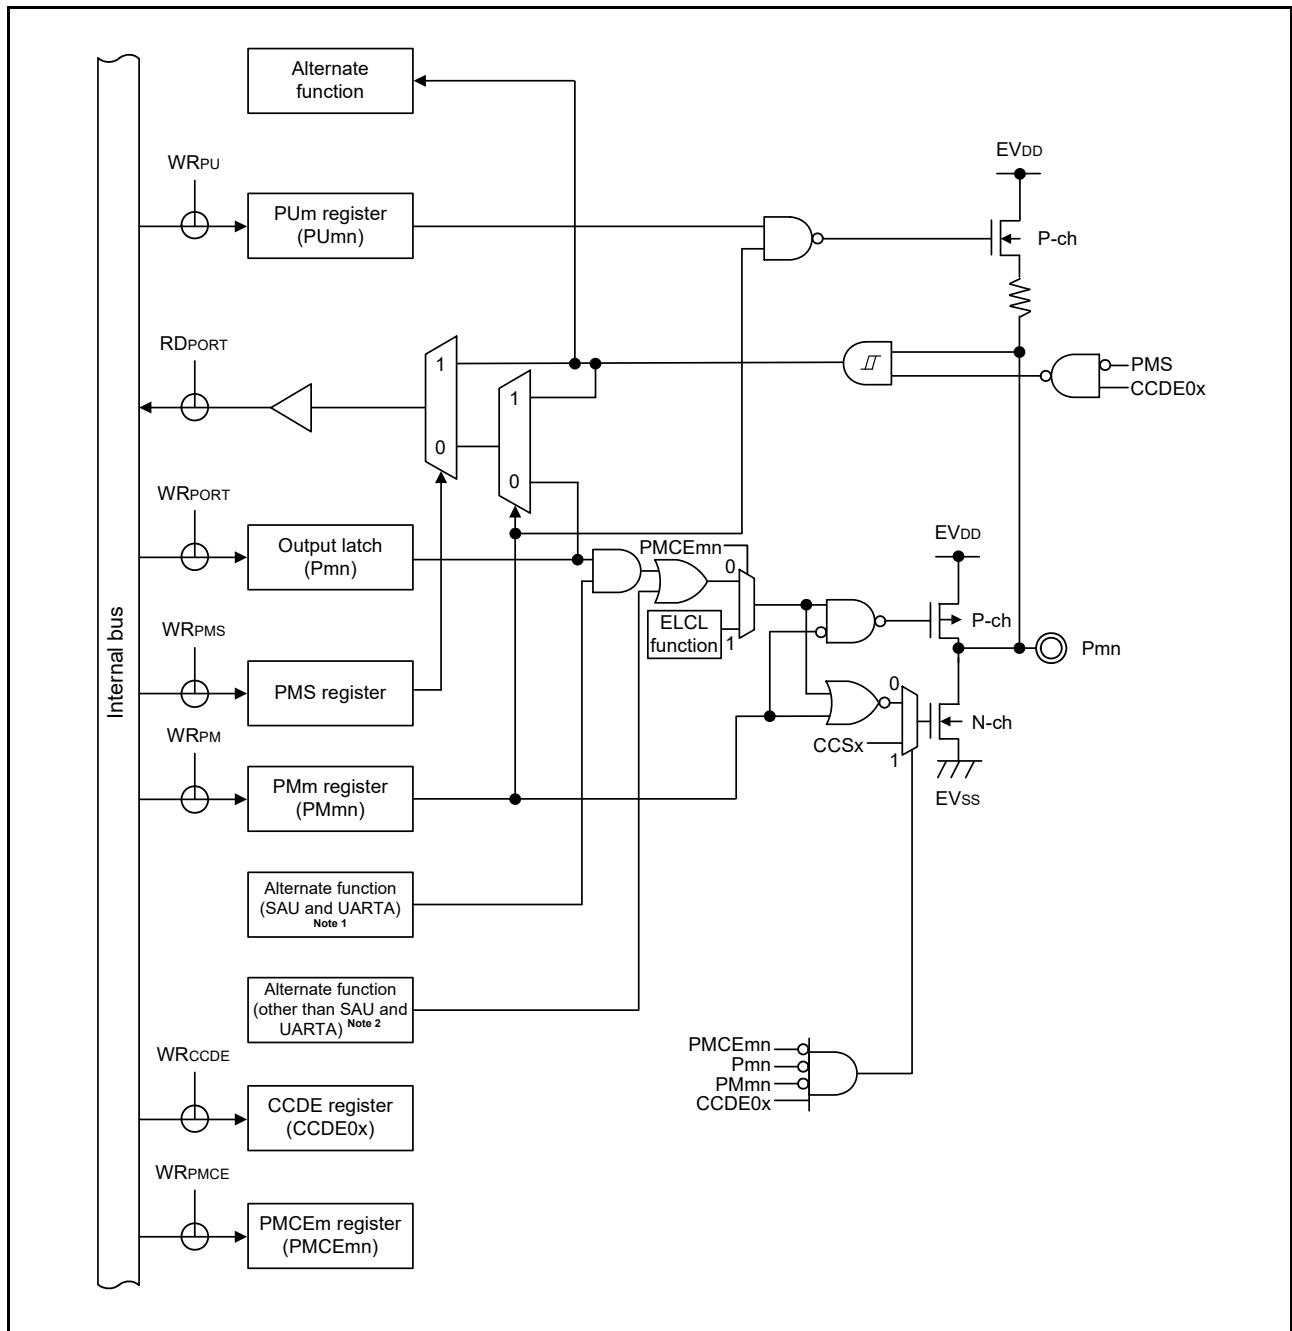 Alternate
function
WRPU
PUm register
(PUmn)
EVDD
P-ch
RDPORT
1
0
1
0
PMS
CCDE0x
WRPORT
Output latch
(Pmn)
PMCEmn
0
1
ELCL
function
EVDD
P-ch
Pmn
Internal bus
WRPMS
PMS register
0
1
CCSx
N-ch
EVSS
WRPM
PMm register
(PMmn)
Alternate function
(SAU and UARTA)
Note 1
Alternate function
(other than SAU and
UARTA) Note 2
PMCEmn
Pmn
PMmn
CCDE0x
WRCCDE
CCDE register
(CCDE0x)
WRPMCE
PMCEm register
(PMCEmn)